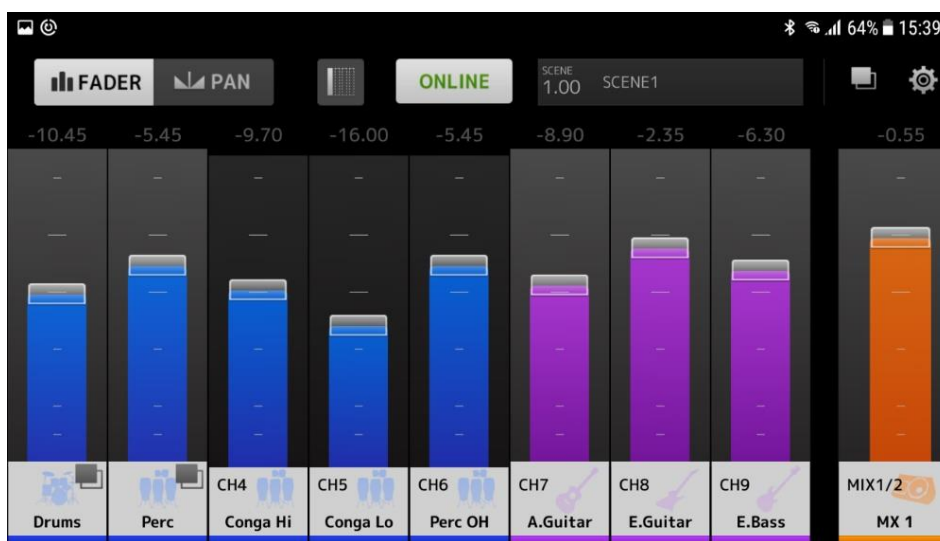 64% 15:39
FADER PAN ONLINE SCENE 1.00 SCENE1
-10.45 -5.45 -9.70 -16.00 -5.45 -8.90 -2.35 -6.30 -0.55
CH4 CH5 CH6 CH7 CH8 CH9 MIX1/2
Drums Perc Conga Hi Conga Lo Perc OH A.Guitar E.Guitar E.Bass MX 1